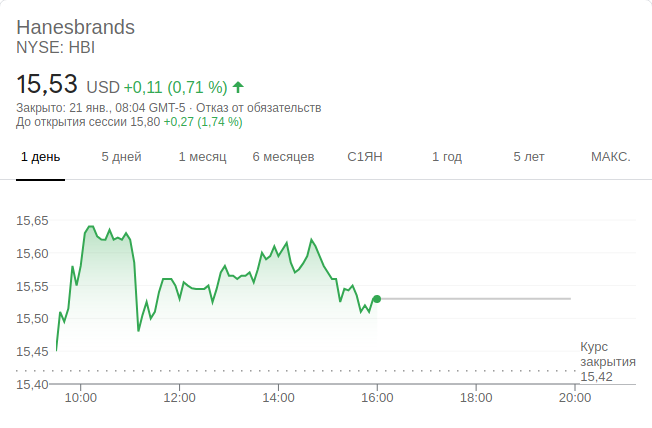 Hanesbrands
NYSE: HBI
15,53 USD +0,11 (0,71 %)
Закрыто: 21 янв., 08:04 GMT-5 · Отказ от обязательств
До открытия сессии 15,80 +0,27 (1,74 %)
1 день 5 дней 1 месяц 6 месяцев С1ЯН 1 год 5 лет МАКС.
15,65
15,60
15,55
15,50
15,45
15,40
Курс
закрытия
15,42
10:00 12:00 14:00 16:00 18:00 20:00